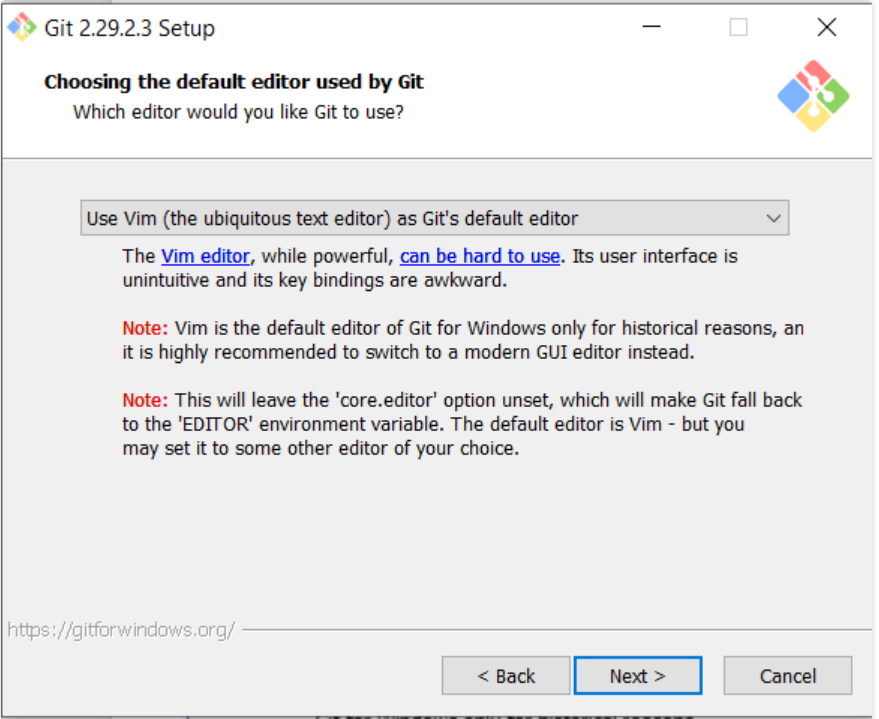 Git 2.29.2.3 Setup
Choosing the default editor used by Git
Which editor would you like Git to use?
Use Vim (the ubiquitous text editor) as Git's default editor
The Vim editor, while powerful, can be hard to use. Its user interface is
unintuitive and its key bindings are awkward.
Note: Vim is the default editor of Git for Windows only for historical reasons, an
it is highly recommended to switch to a modern GUI editor instead.
Note: This will leave the 'core.editor' option unset, which will make Git fall back
to the 'EDITOR' environment variable. The default editor is Vim - but you
may set it to some other editor of your choice.
https://gitforwindows.org/
< Back
Next >
Cancel